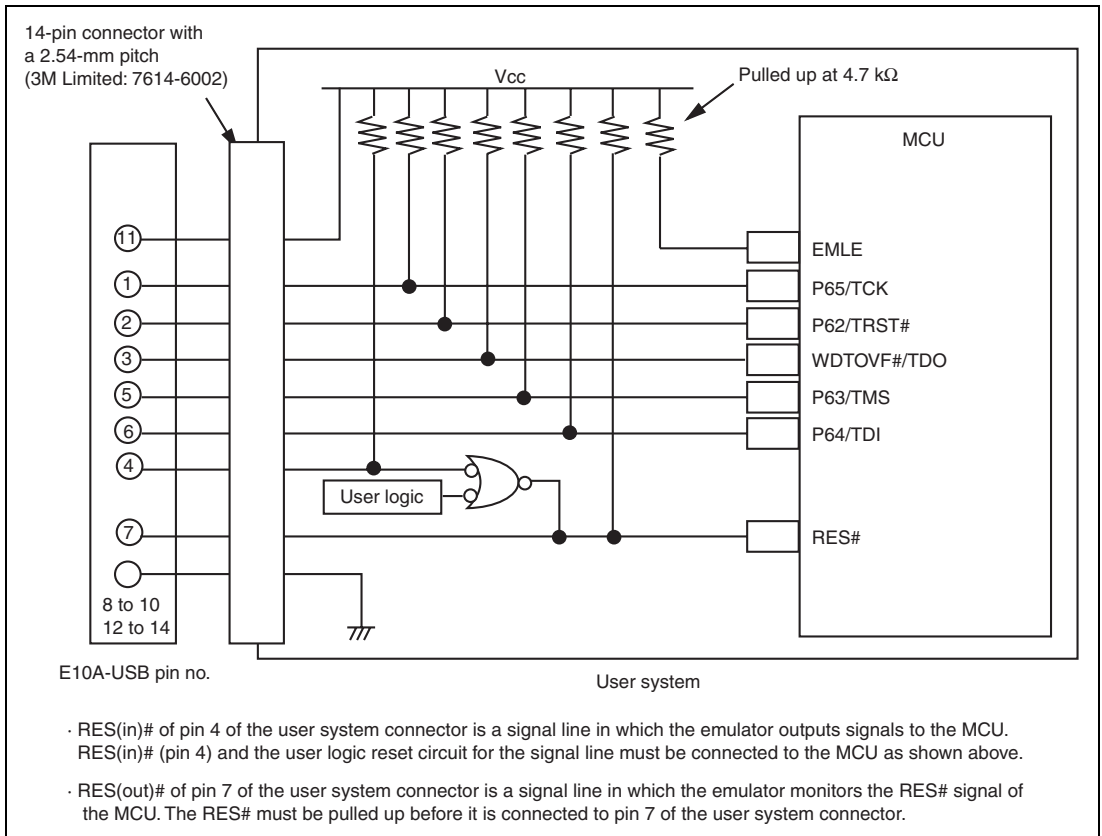 14-pin connector with
a 2.54-mm pitch
(3M Limited: 7614-6002)
Vcc
Pulled up at 4.7 kΩ
MCU
11
EMLE
1
P65/TCK
2
P62/TRST#
3
WDTOVF#/TDO
5
P63/TMS
6
P64/TDI
4
User logic
7
RES#
8 to 10
12 to 14
E10A-USB pin no.
User system
· RES(in)# of pin 4 of the user system connector is a signal line in which the emulator outputs signals to the MCU.
RES(in)# (pin 4) and the user logic reset circuit for the signal line must be connected to the MCU as shown above.
· RES(out)# of pin 7 of the user system connector is a signal line in which the emulator monitors the RES# signal of
the MCU. The RES# must be pulled up before it is connected to pin 7 of the user system connector.